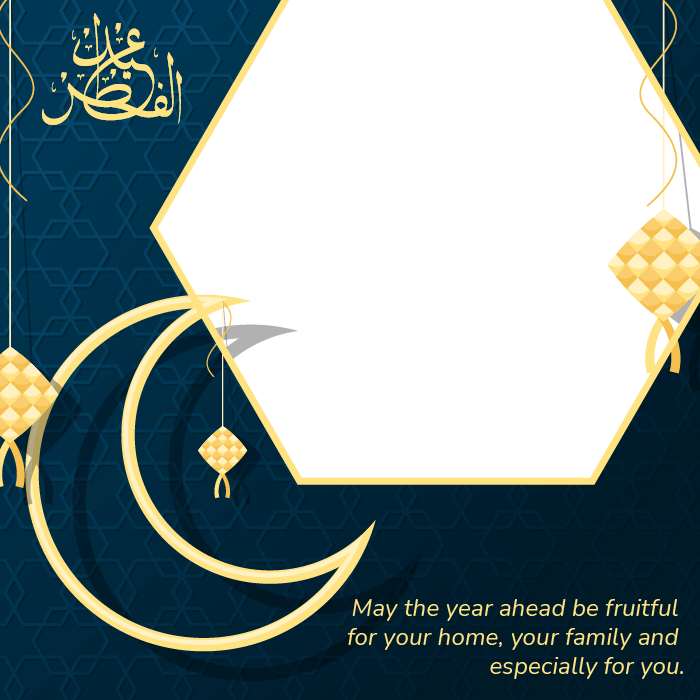 عيد
الفطر
May the year ahead be fruitful
for your home, your family and
especially for you.